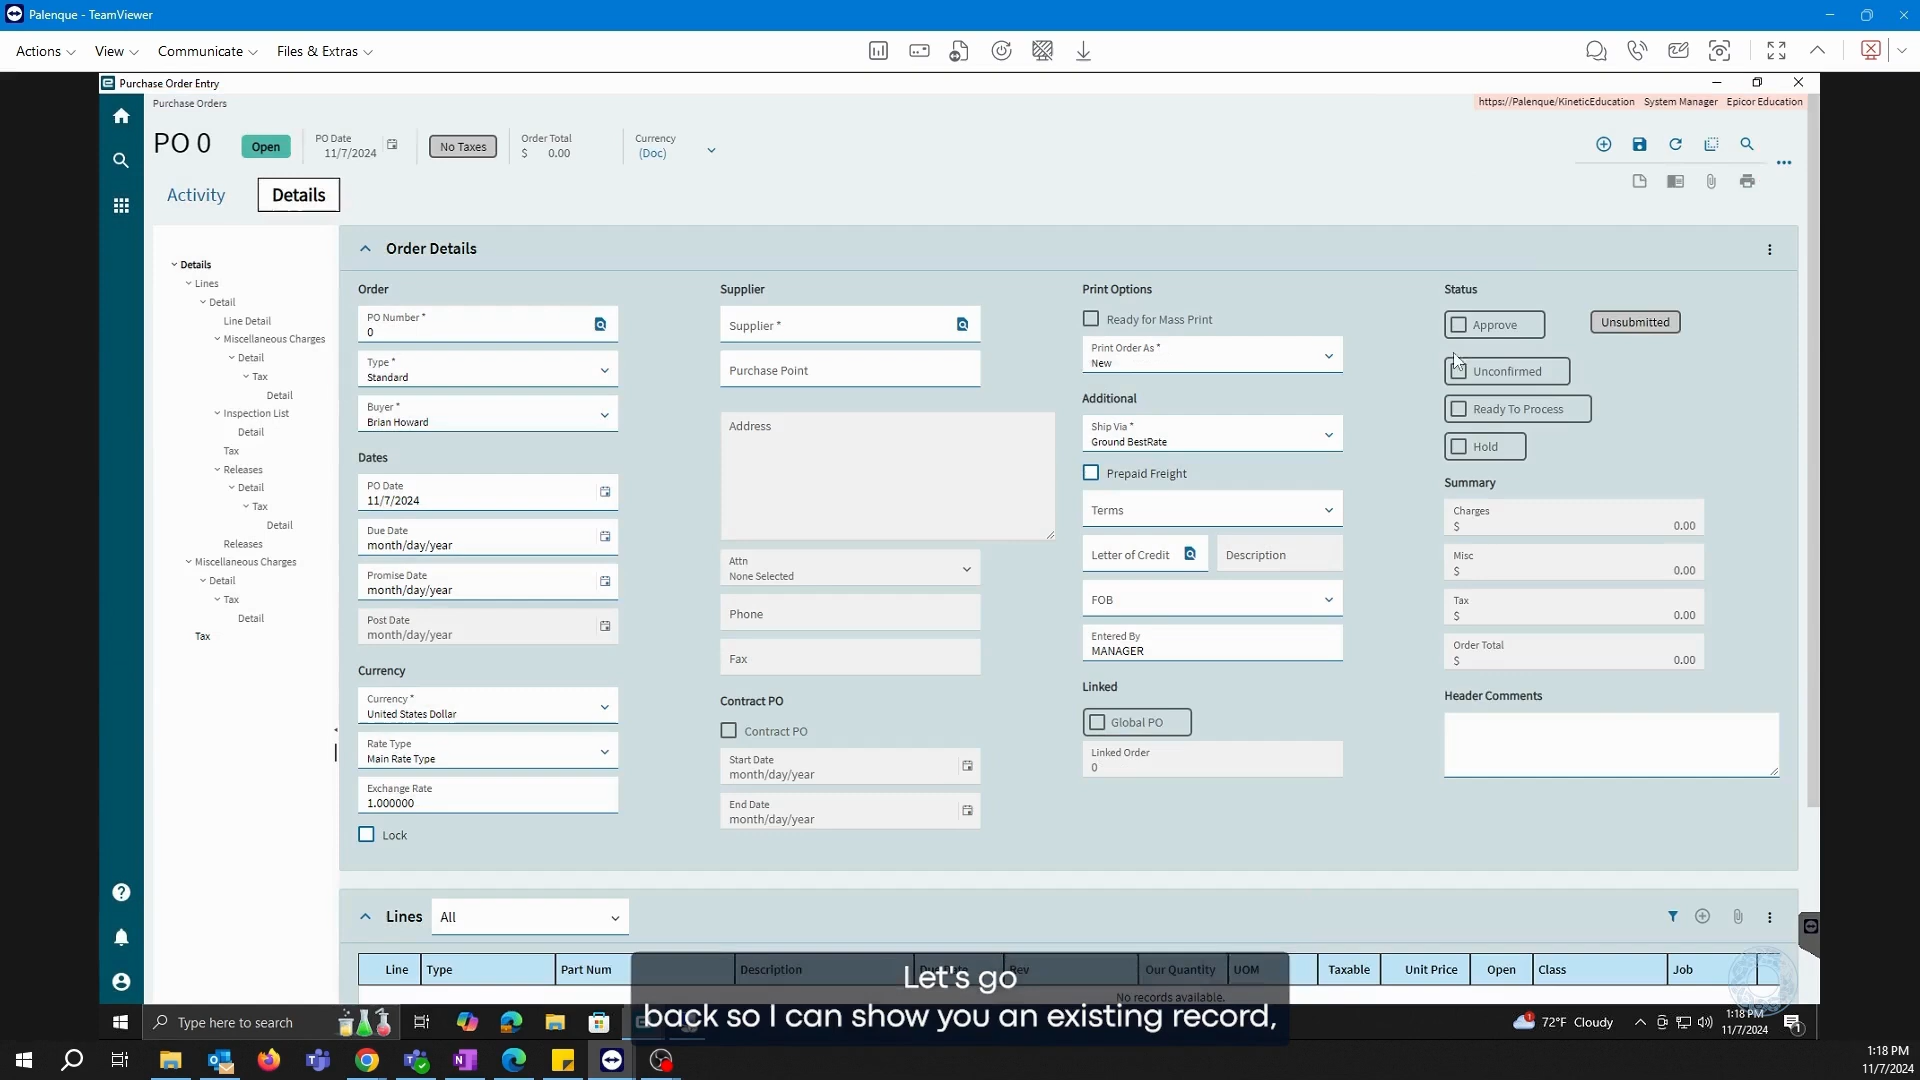 Palenque - TeamViewer
Actions View Communicate Files & Extras
Purchase Order Entry
Purchase Orders
https://Palenque/KineticEducation System Manager Epicor Education
PO 0
Open
PO Date
11/7/2024
No Taxes
Order Total
$ 0.00
Currency
(Doc)
Activity
Details
Details
Lines
Detail
Line Detail
Miscellaneous Charges
Detail
Tax
Detail
Inspection List
Detail
Tax
Releases
Detail
Tax
Detail
Releases
Miscellaneous Charges
Detail
Tax
Detail
Tax
Order Details
Order
PO Number *
0
Type *
Standard
Buyer *
Brian Howard
Dates
PO Date
11/7/2024
Due Date
month/day/year
Promise Date
month/day/year
Post Date
month/day/year
Currency
Currency *
United States Dollar
Rate Type
Main Rate Type
Exchange Rate
1.000000
Lock
Supplier
Supplier *
Purchase Point
Address
Attn
None Selected
Phone
Fax
Contract PO
Contract PO
Start Date
month/day/year
End Date
month/day/year
Print Options
Ready for Mass Print
Print Order As *
New
Additional
Ship Via *
Ground BestRate
Prepaid Freight
Terms
Letter of Credit Description
FOB
Entered By
MANAGER
Linked
Global PO
Linked Order
0
Status
Approve Unsubmitted
Unconfirmed
Ready To Process
Hold
Summary
Charges
$ 0.00
Misc
$ 0.00
Tax
$ 0.00
Order Total
$ 0.00
Header Comments
Lines All
Line Type Part Num Description Due Date Rev Our Quantity UOM Taxable Unit Price Open Class Job
No records available.
Let's go
back so I can show you an existing record,
Type here to search
72°F Cloudy
1:18 PM
11/7/2024
1
1:18 PM
11/7/2024